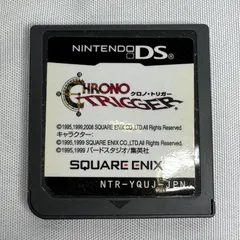 NINTENDO DS
CHRONO TRIGGER
クロノ・トリガー
©1995,1999,2008 SQUARE ENIX CO.,LTD.All Rights Reserved.
キャラクター:
©1995,1999 SQUARE ENIX CO.,LTD.All Rights Reserved.
©1995,1999 バードスタジオ/集英社
SQUARE ENIX
NTR-YQUJ-JPN